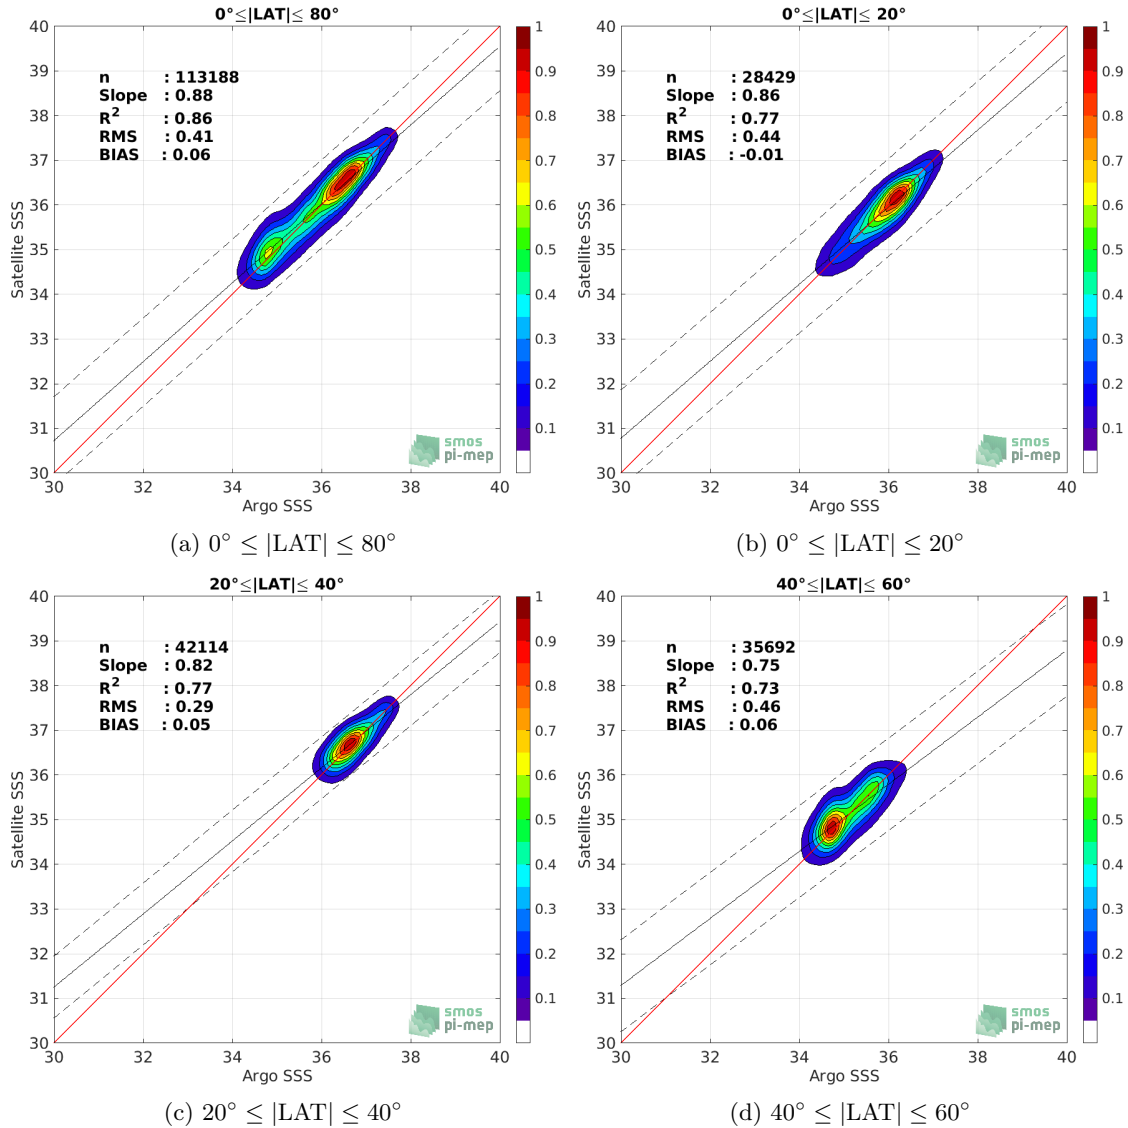 0°≤|LAT|≤ 80°
n : 113188
Slope : 0.88
R² : 0.86
RMS : 0.41
BIAS : 0.06
40
39
38
37
36
35
34
33
32
31
30
Satellite SSS
30 32 34 36 38 40
Argo SSS
1
0.9
0.8
0.7
0.6
0.5
0.4
0.3
0.2
0.1
smos
pi-mep
(a) 0° ≤ |LAT| ≤ 80°
0°≤|LAT|≤ 20°
n : 28429
Slope : 0.86
R² : 0.77
RMS : 0.44
BIAS : -0.01
40
39
38
37
36
35
34
33
32
31
30
Satellite SSS
30 32 34 36 38 40
Argo SSS
1
0.9
0.8
0.7
0.6
0.5
0.4
0.3
0.2
0.1
smos
pi-mep
(b) 0° ≤ |LAT| ≤ 20°
20°≤|LAT|≤ 40°
n : 42114
Slope : 0.82
R² : 0.77
RMS : 0.29
BIAS : 0.05
40
39
38
37
36
35
34
33
32
31
30
Satellite SSS
30 32 34 36 38 40
Argo SSS
1
0.9
0.8
0.7
0.6
0.5
0.4
0.3
0.2
0.1
smos
pi-mep
(c) 20° ≤ |LAT| ≤ 40°
40°≤|LAT|≤ 60°
n : 35692
Slope : 0.75
R² : 0.73
RMS : 0.46
BIAS : 0.06
40
39
38
37
36
35
34
33
32
31
30
Satellite SSS
30 32 34 36 38 40
Argo SSS
1
0.9
0.8
0.7
0.6
0.5
0.4
0.3
0.2
0.1
smos
pi-mep
(d) 40° ≤ |LAT| ≤ 60°